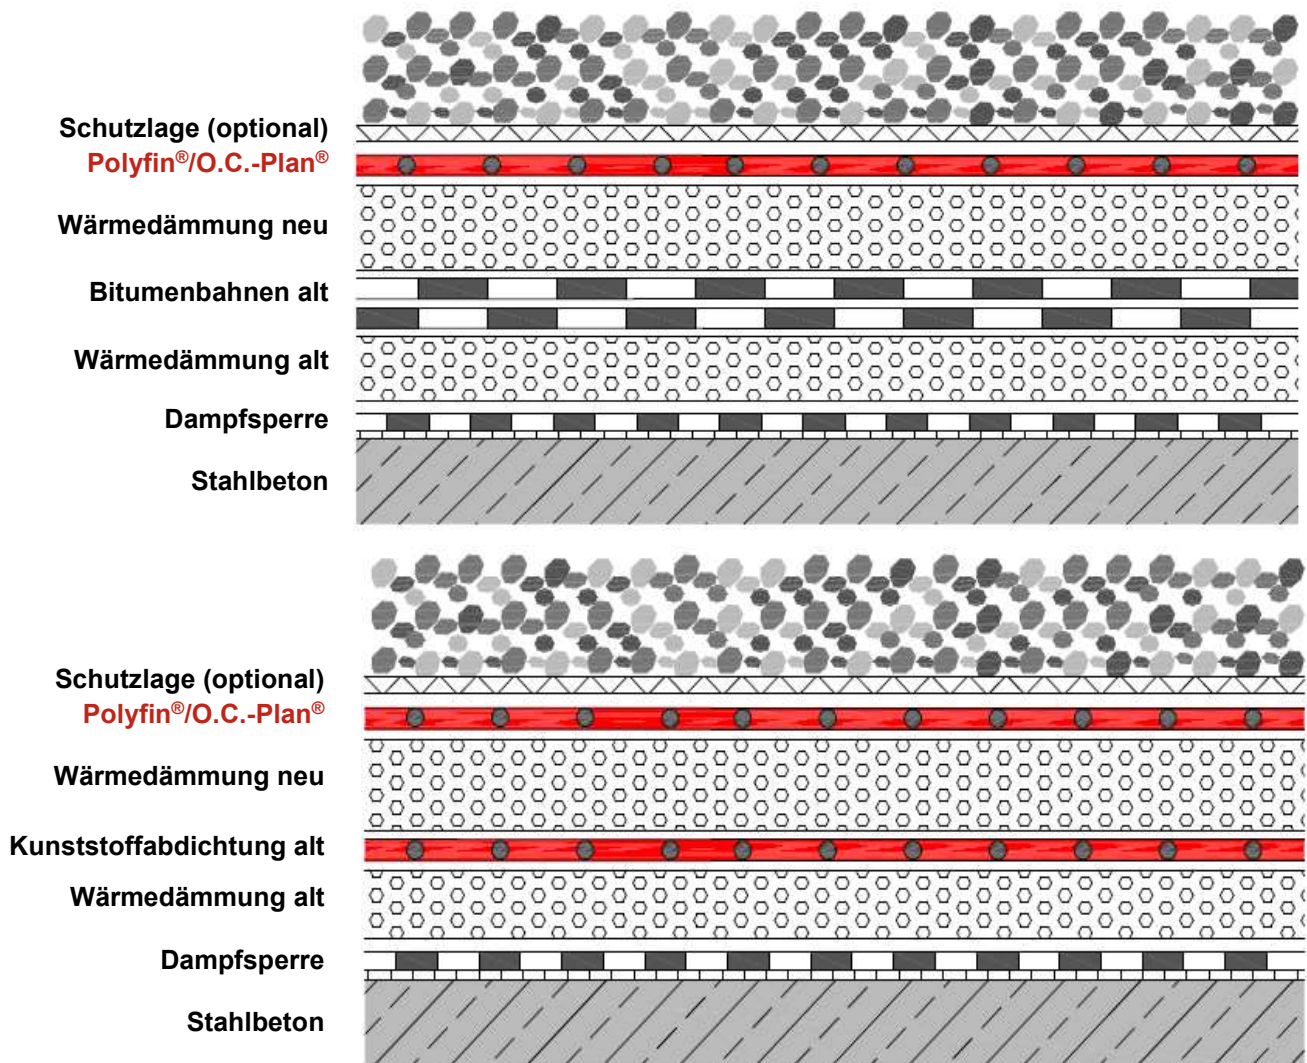 Schutzlage (optional)
Polyfin®/O.C.-Plan®
Wärmedämmung neu
Bitumenbahnen alt
Wärmedämmung alt
Dampfsperre
Stahlbeton
Schutzlage (optional)
Polyfin®/O.C.-Plan®
Wärmedämmung neu
Kunststoffabdichtung alt
Wärmedämmung alt
Dampfsperre
Stahlbeton